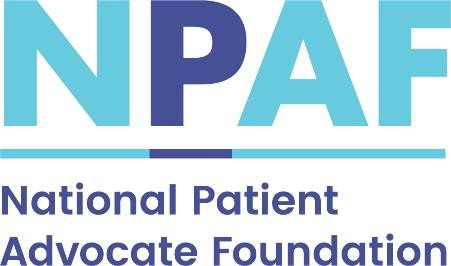 NPAF
National Patient
Advocate Foundation